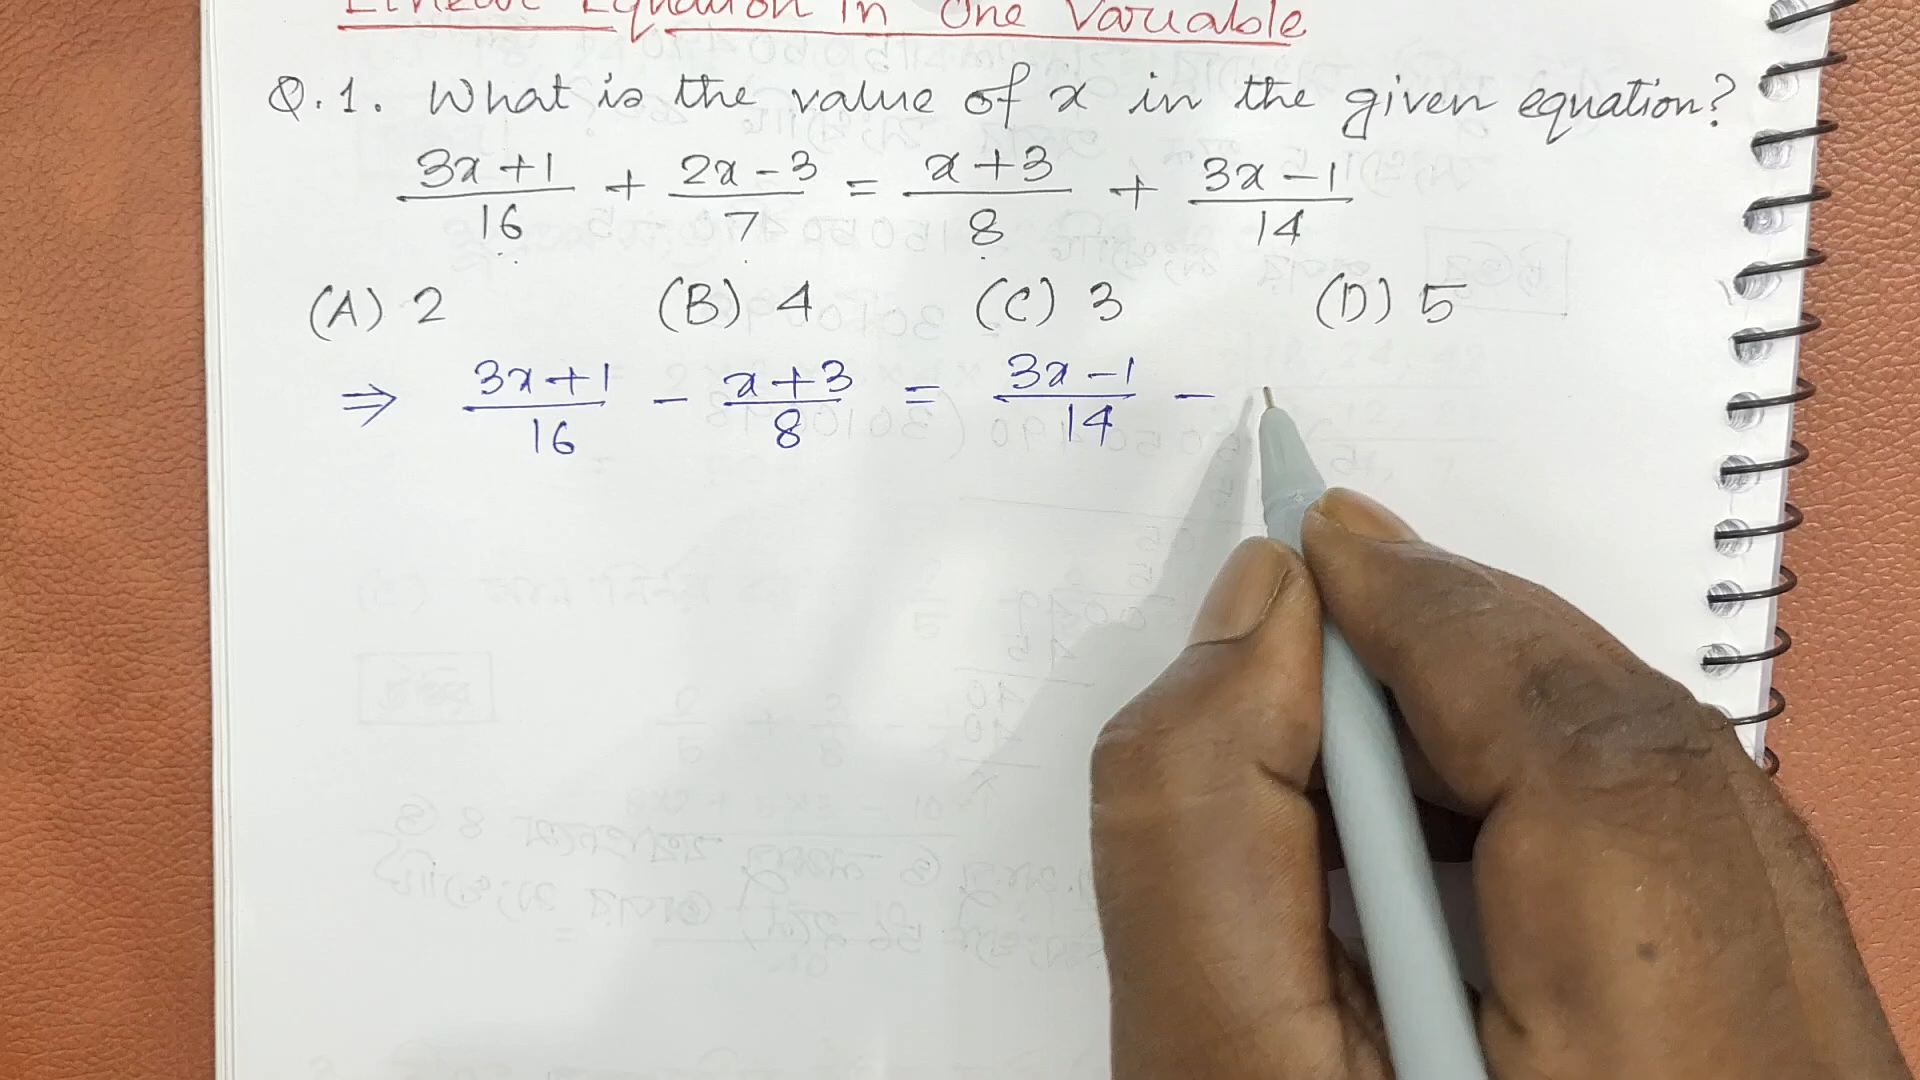 Linear Equation in One Variable
Q.1. What is the value of x in the given equation?
(3x+1)/16 + (2x-3)/7 = (x+3)/8 + (3x-1)/14
(A) 2 (B) 4 (C) 3 (D) 5
⇒ (3x+1)/16 - (x+3)/8 = (3x-1)/14 -